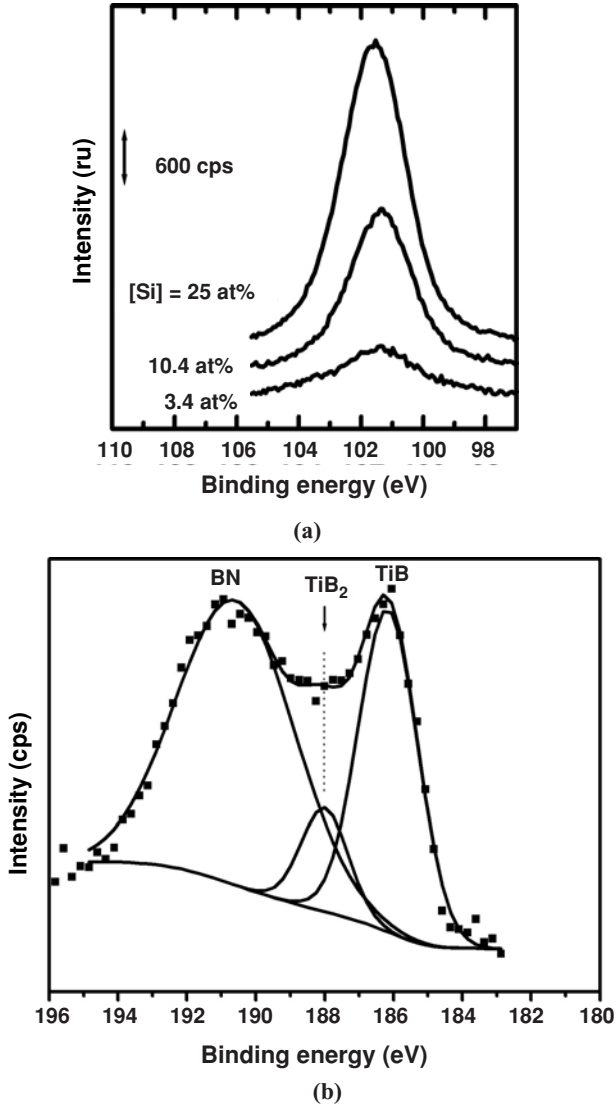 Intensity (ru)
600 cps
[Si] = 25 at%
10.4 at%
3.4 at%
110 108 106 104 102 100 98
Binding energy (eV)
(a)
BN TiB₂ TiB
Intensity (cps)
196 194 192 190 188 186 184 182 180
Binding energy (eV)
(b)